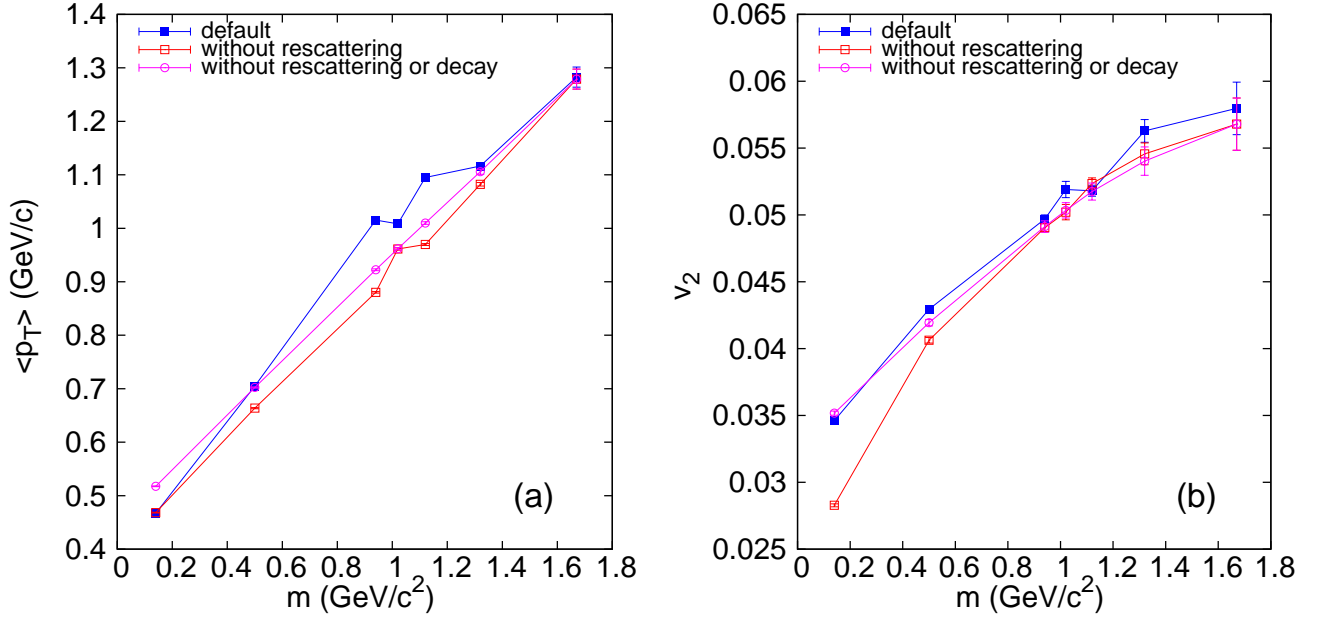 default
without rescattering
without rescattering or decay
1.4
1.3
1.2
1.1
1
0.9
0.8
0.7
0.6
0.5
0.4
<p_T> (GeV/c)
(a)
0 0.2 0.4 0.6 0.8 1 1.2 1.4 1.6 1.8
m (GeV/c²)
default
without rescattering
without rescattering or decay
0.065
0.06
0.055
0.05
0.045
0.04
0.035
0.03
0.025
v₂
(b)
0 0.2 0.4 0.6 0.8 1 1.2 1.4 1.6 1.8
m (GeV/c²)